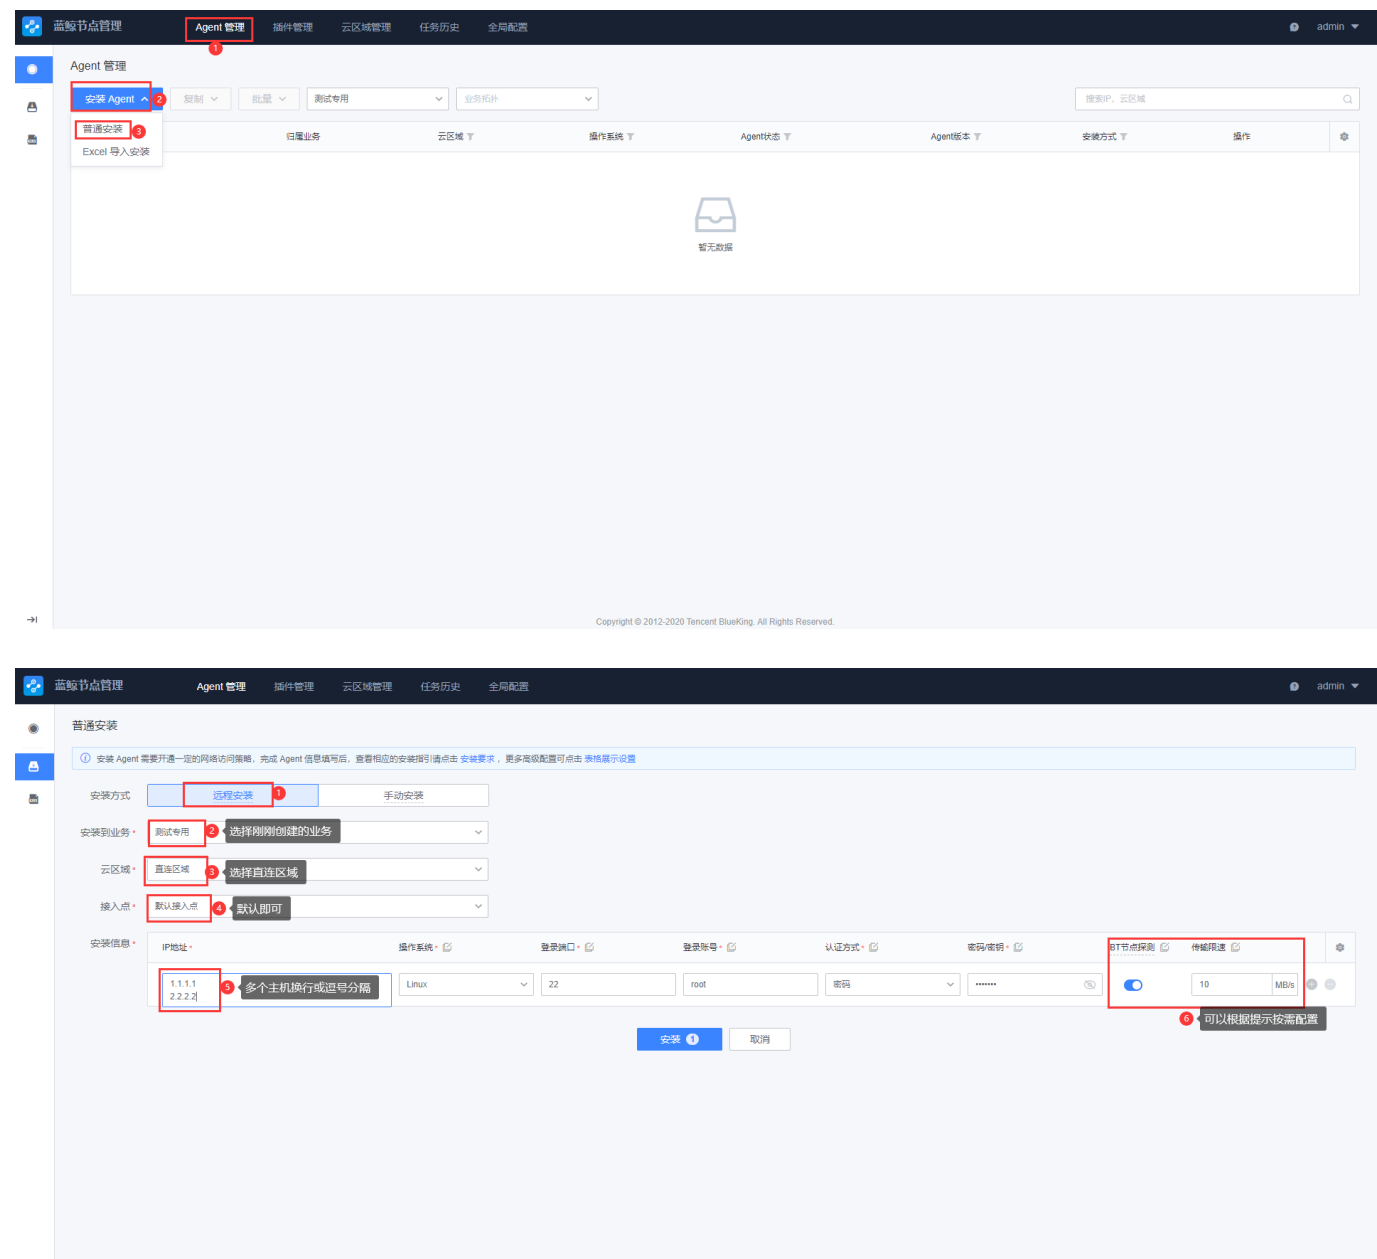 蓝鲸节点管理 Agent 管理 插件管理 云区域管理 任务历史 全局配置 admin
1
Agent 管理
安装 Agent 2 复制 批量 测试专用 业务拓扑 搜索IP、云区域
普通安装 3
归属业务 云区域 操作系统 Agent状态 Agent版本 安装方式 操作
Excel 导入安装
暂无数据
Copyright © 2012-2020 Tencent BlueKing. All Rights Reserved.
蓝鲸节点管理 Agent 管理 插件管理 云区域管理 任务历史 全局配置 admin
普通安装
安装 Agent 需要开通一定的网络访问策略，完成 Agent 信息填写后，查看相应的安装指引请点击 安装要求 ，更多高级配置可点击 表格展示设置
安装方式 远程安装 1 手动安装
安装到业务 * 测试专用 2 选择刚刚创建的业务
云区域 * 直连区域 3 选择直连区域
接入点 * 默认接入点 4 默认即可
安装信息 * IP地址 * 操作系统 * 登录端口 * 登录账号 * 认证方式 * 密码/密钥 * BT节点探测 传输限速
1.1.1.1
2.2.2.2
5 多个主机换行或逗号分隔 Linux 22 root 密码 ••••••• 10 MB/s
6 可以根据提示按需配置
安装 1 取消